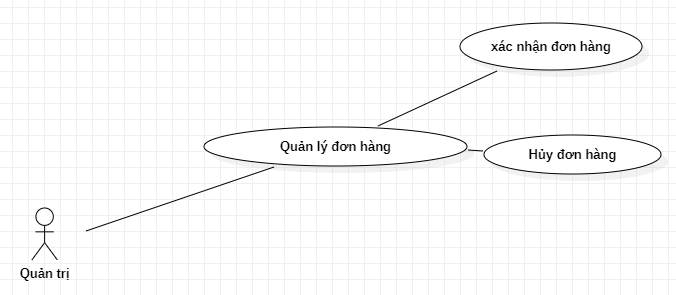 xác nhận đơn hàng
Quản lý đơn hàng
Hủy đơn hàng
Quản trị